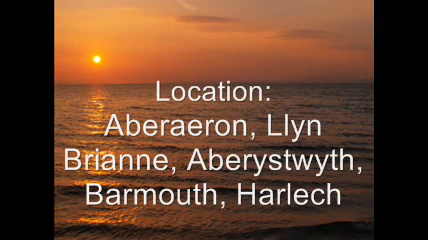 Location:
Aberaeron, Llyn
Brianne, Aberystwyth,
Barmouth, Harlech